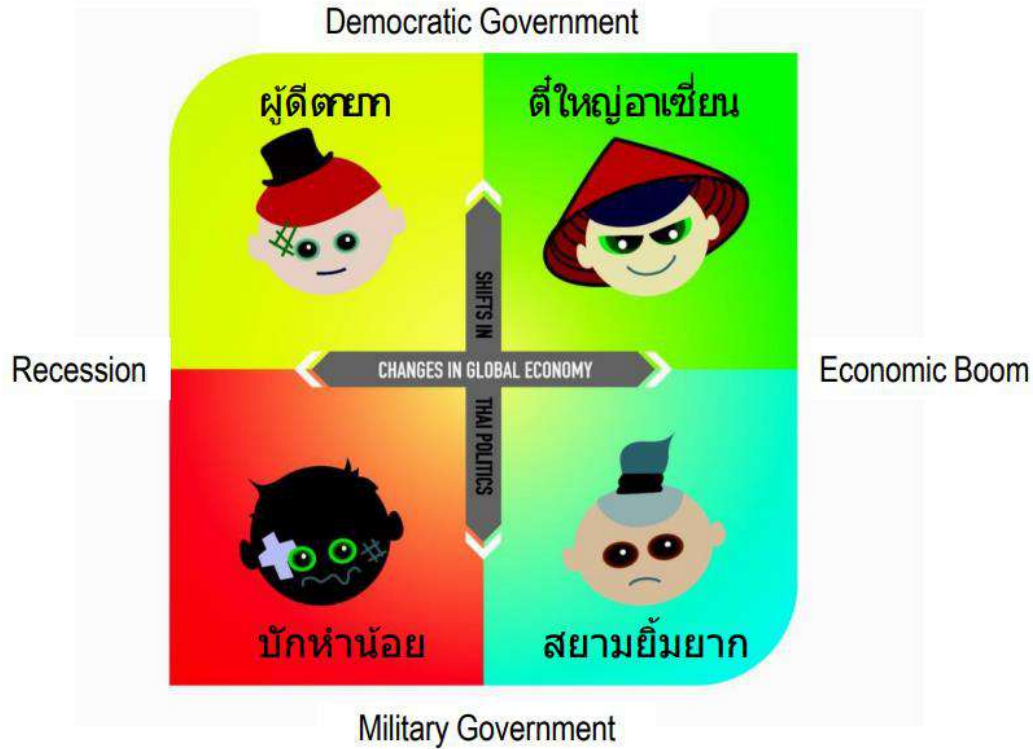 Democratic Government
ผู้ดีตกยาก
ตี๋ใหญ่อาเซี่ยน
SHIFTS IN
Recession
CHANGES IN GLOBAL ECONOMY
Economic Boom
THAI POLITICS
บักหำน้อย
สยามยิ้มยาก
Military Government